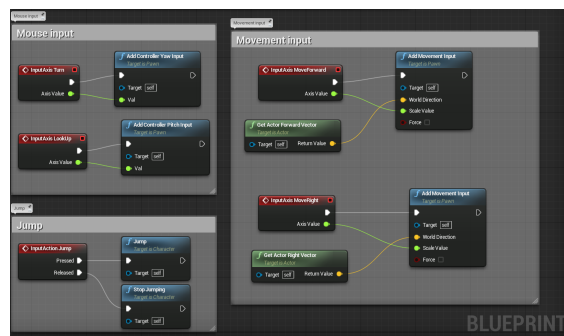 Mouse input
Mouse input
InputAxis Turn
Axis Value
Add Controller Yaw Input
Target is Pawn
Target self
Val
InputAxis LookUp
Axis Value
Add Controller Pitch Input
Target is Pawn
Target self
Val
Jump
Jump
InputAction Jump
Pressed
Released
Jump
Target is Character
Target self
Stop Jumping
Target is Character
Target self
Movement input
Movement input
InputAxis MoveForward
Axis Value
Get Actor Forward Vector
Target is Actor
Target self Return Value
Add Movement Input
Target is Pawn
Target self
World Direction
Scale Value
Force
InputAxis MoveRight
Axis Value
Get Actor Right Vector
Target is Actor
Target self Return Value
Add Movement Input
Target is Pawn
Target self
World Direction
Scale Value
Force
BLUEPRINT